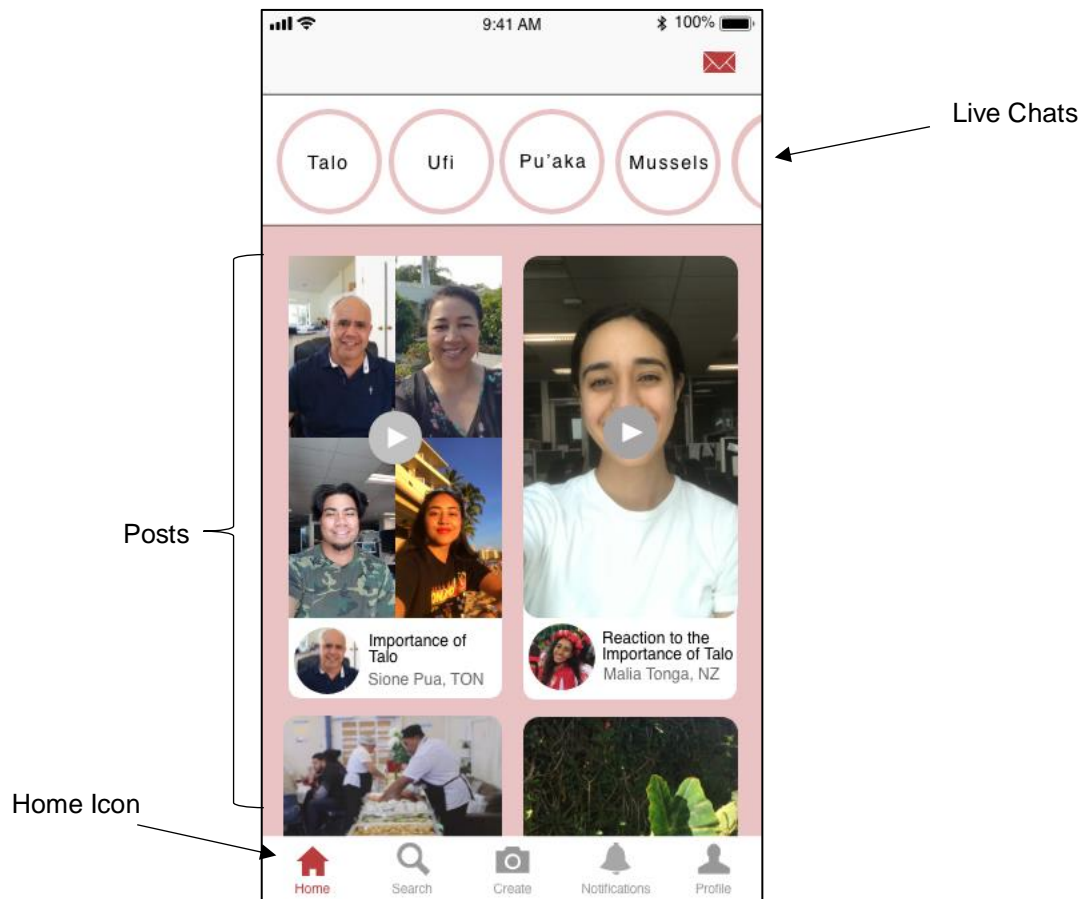 9:41 AM
100%
Live Chats
Talo
Ufi
Pu'aka
Mussels
Posts
Importance of
Talo
Sione Pua, TON
Reaction to the
Importance of Talo
Malia Tonga, NZ
Home Icon
Home
Search
Create
Notifications
Profile